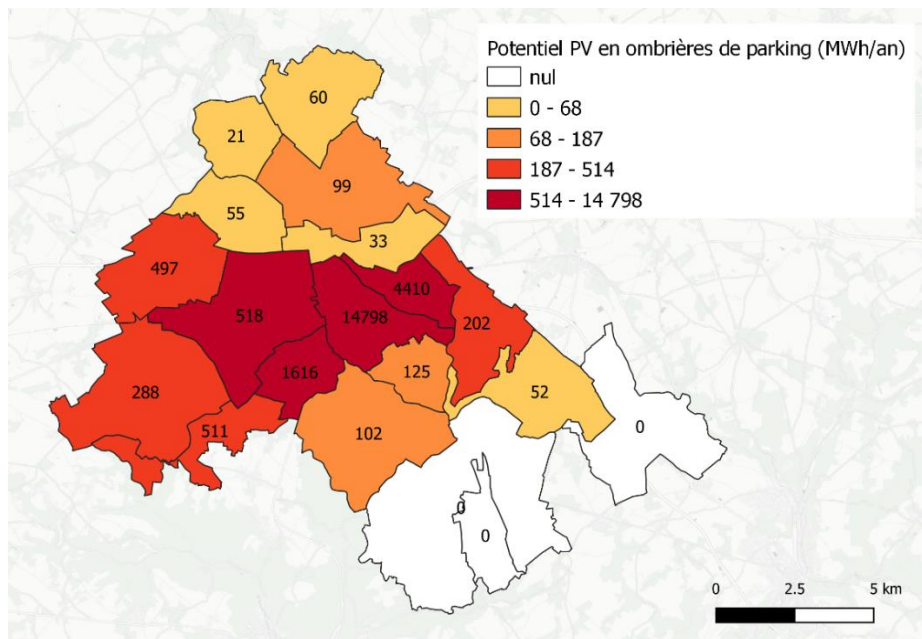 Potentiel PV en ombrières de parking (MWh/an)
nul
0 - 68
68 - 187
187 - 514
514 - 14 798
60
21
99
55
33
497
4410
518
14798
202
1616
125
288
52
511
102
0
0
0
0 2.5 5 km